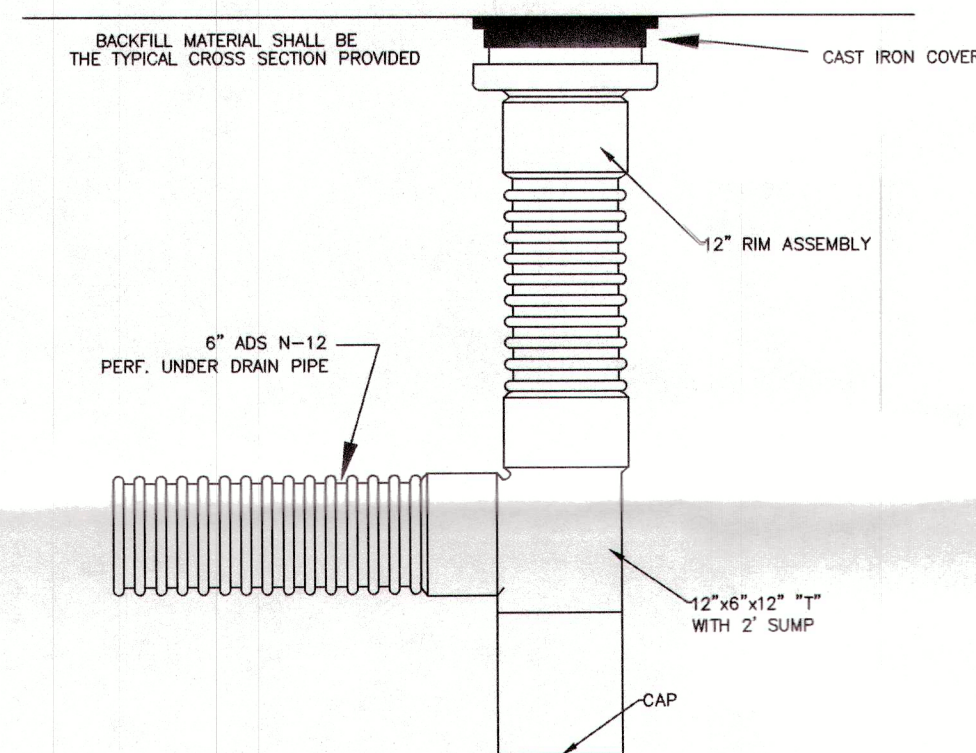 BACKFILL MATERIAL SHALL BE
THE TYPICAL CROSS SECTION PROVIDED
CAST IRON COVER
12" RIM ASSEMBLY
6" ADS N-12
PERF. UNDER DRAIN PIPE
12"x6"x12" "T"
WITH 2' SUMP
CAP